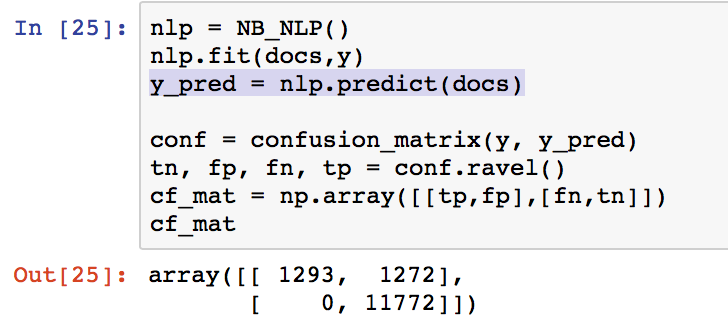 In [25]: nlp = NB_NLP()
nlp.fit(docs,y)
y_pred = nlp.predict(docs)
conf = confusion_matrix(y, y_pred)
tn, fp, fn, tp = conf.ravel()
cf_mat = np.array([[tp,fp],[fn,tn]])
cf_mat
Out[25]: array([[ 1293,  1272],
       [    0, 11772]])